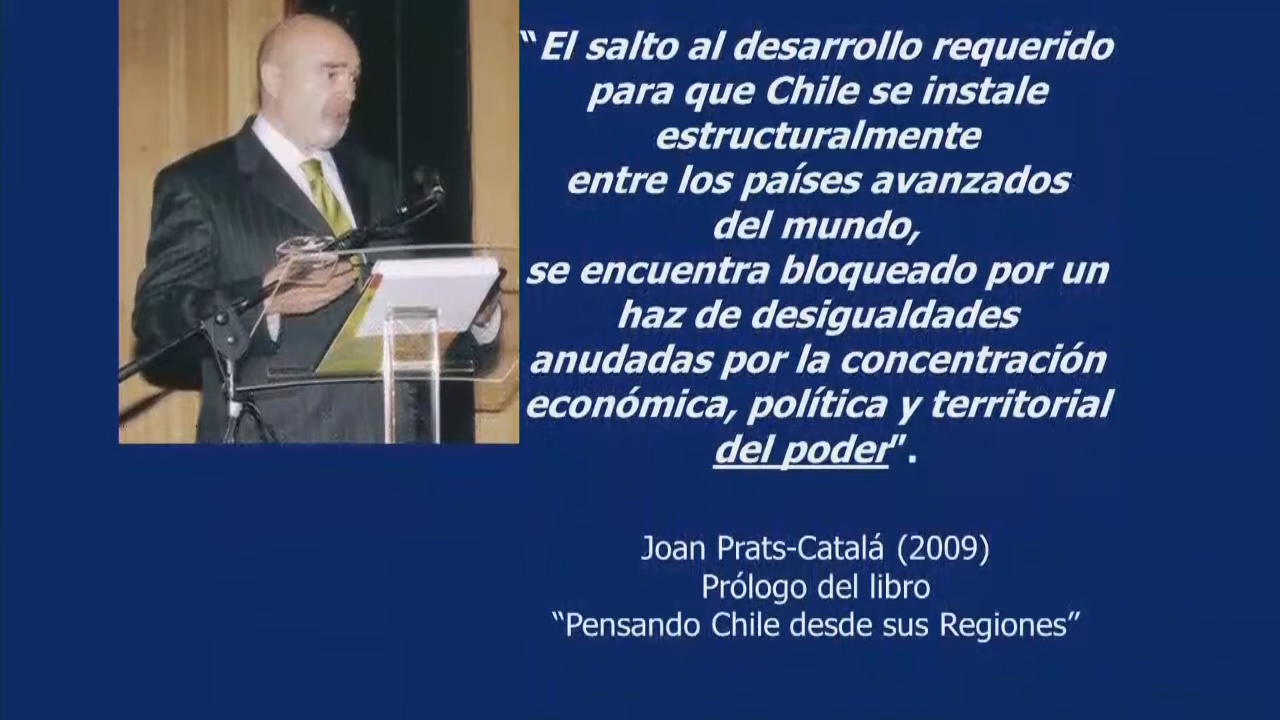 “El salto al desarrollo requerido
para que Chile se instale
estructuralmente
entre los países avanzados
del mundo,
se encuentra bloqueado por un
haz de desigualdades
anudadas por la concentración
económica, política y territorial
del poder”.
Joan Prats-Catalá (2009)
Prólogo del libro
“Pensando Chile desde sus Regiones”